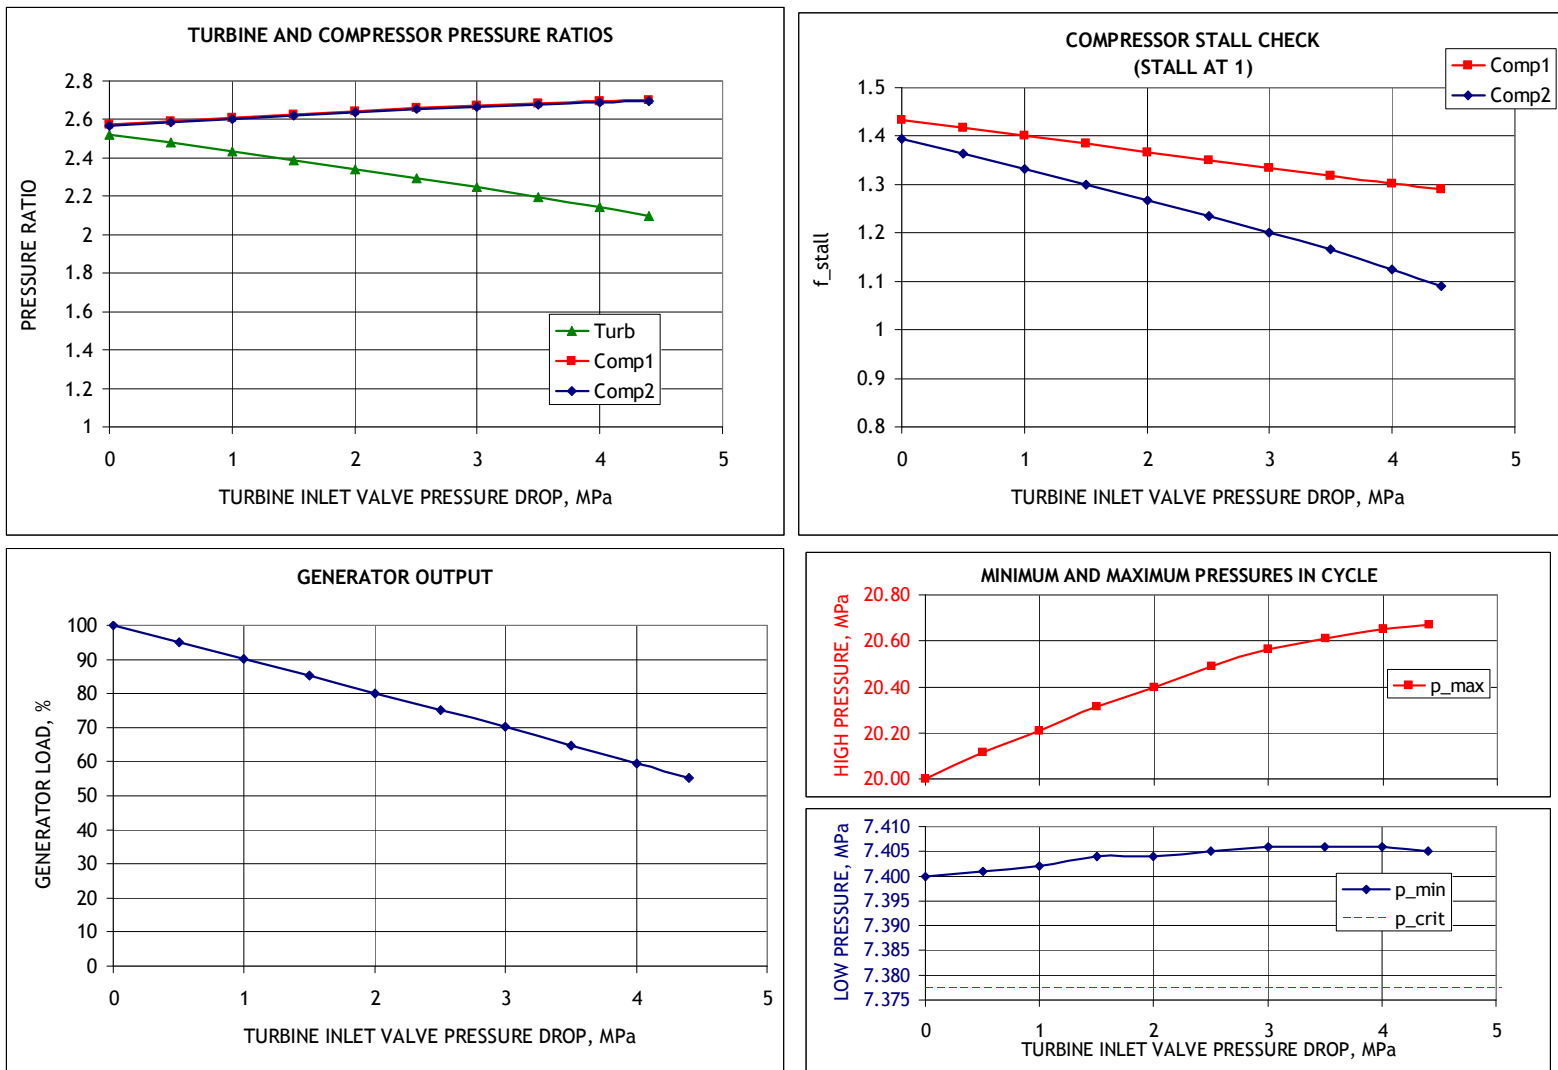 TURBINE AND COMPRESSOR PRESSURE RATIOS
PRESSURE RATIO
2.8
2.6
2.4
2.2
2
1.8
1.6
1.4
1.2
1
Turb
Comp1
Comp2
0 1 2 3 4 5
TURBINE INLET VALVE PRESSURE DROP, MPa
COMPRESSOR STALL CHECK
(STALL AT 1)
Comp1
Comp2
f_stall
1.5
1.4
1.3
1.2
1.1
1
0.9
0.8
0 1 2 3 4 5
TURBINE INLET VALVE PRESSURE DROP, MPa
GENERATOR OUTPUT
GENERATOR LOAD, %
100
90
80
70
60
50
40
30
20
10
0
0 1 2 3 4 5
TURBINE INLET VALVE PRESSURE DROP, MPa
MINIMUM AND MAXIMUM PRESSURES IN CYCLE
HIGH PRESSURE, MPa
20.80
20.60
20.40
20.20
20.00
p_max
LOW PRESSURE, MPa
7.410
7.405
7.400
7.395
7.390
7.385
7.380
7.375
p_min
p_crit
0 1 2 3 4 5
TURBINE INLET VALVE PRESSURE DROP, MPa